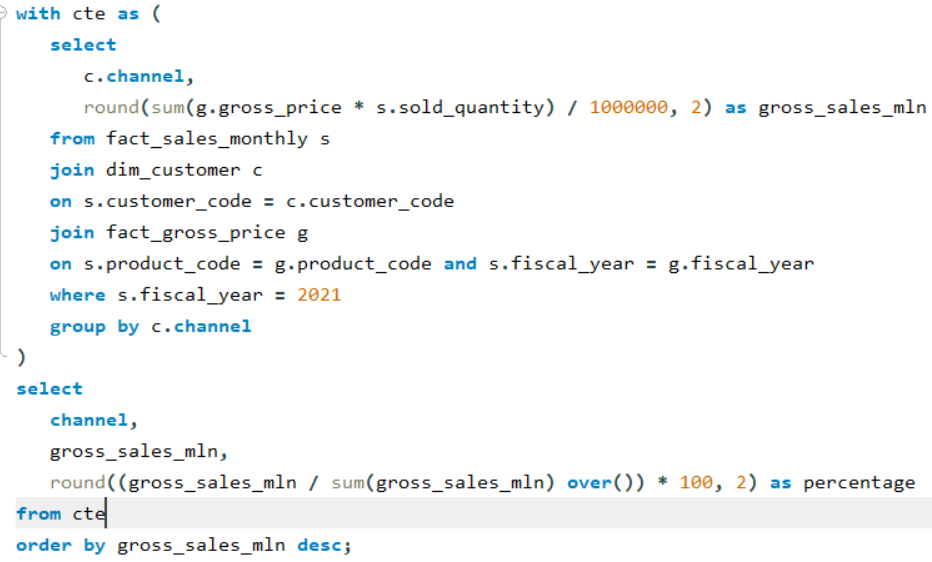 with cte as (
select
c.channel,
round(sum(g.gross_price * s.sold_quantity) / 1000000, 2) as gross_sales_mln
from fact_sales_monthly s
join dim_customer c
on s.customer_code = c.customer_code
join fact_gross_price g
on s.product_code = g.product_code and s.fiscal_year = g.fiscal_year
where s.fiscal_year = 2021
group by c.channel
)
select
channel,
gross_sales_mln,
round((gross_sales_mln / sum(gross_sales_mln) over()) * 100, 2) as percentage
from cte
order by gross_sales_mln desc;